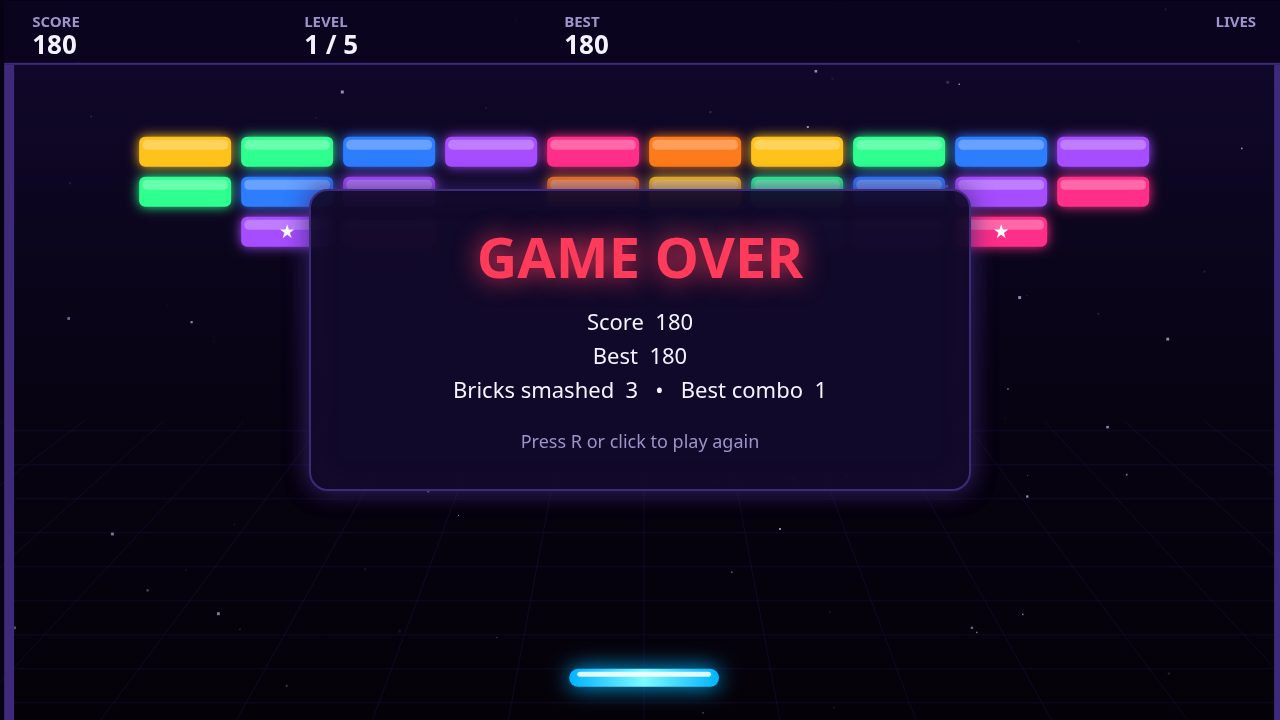 SCORE
180
LEVEL
1 / 5
BEST
180
LIVES
★ ★
GAME OVER
Score 180
Best 180
Bricks smashed 3 • Best combo 1
Press R or click to play again